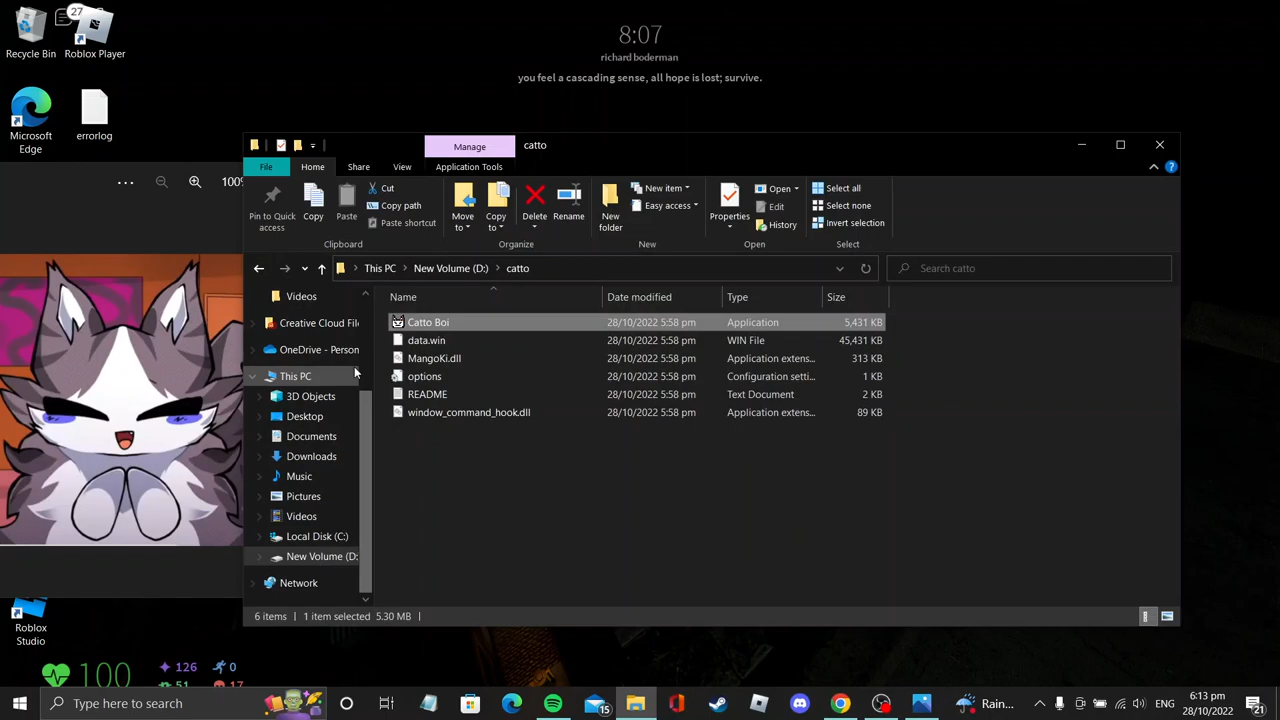 27
Recycle Bin
Roblox Player
8:07
richard boderman
you feel a cascading sense, all hope is lost; survive.
Microsoft
Edge
errorlog
Manage
catto
File
Home
Share
View
Application Tools
100%
Pin to Quick
access
Copy
Paste
Cut
Copy path
Paste shortcut
Move
to
Copy
to
Delete
Rename
New
folder
New item
Easy access
Properties
Open
Edit
History
Select all
Select none
Invert selection
Clipboard
Organize
New
Open
Select
This PC
New Volume (D:)
catto
Search catto
Name
Date modified
Type
Size
Catto Boi
28/10/2022 5:58 pm
Application
5,431 KB
data.win
28/10/2022 5:58 pm
WIN File
45,431 KB
MangoKi.dll
28/10/2022 5:58 pm
Application extens...
313 KB
options
28/10/2022 5:58 pm
Configuration setti...
1 KB
README
28/10/2022 5:58 pm
Text Document
2 KB
window_command_hook.dll
28/10/2022 5:58 pm
Application extens...
89 KB
Videos
Creative Cloud File
OneDrive - Person
This PC
3D Objects
Desktop
Documents
Downloads
Music
Pictures
Videos
Local Disk (C:)
New Volume (D:
Network
6 items
1 item selected 5.30 MB
Roblox
Studio
100
126
0
51
17
Type here to search
15
Rain...
6:13 pm
28/10/2022
21